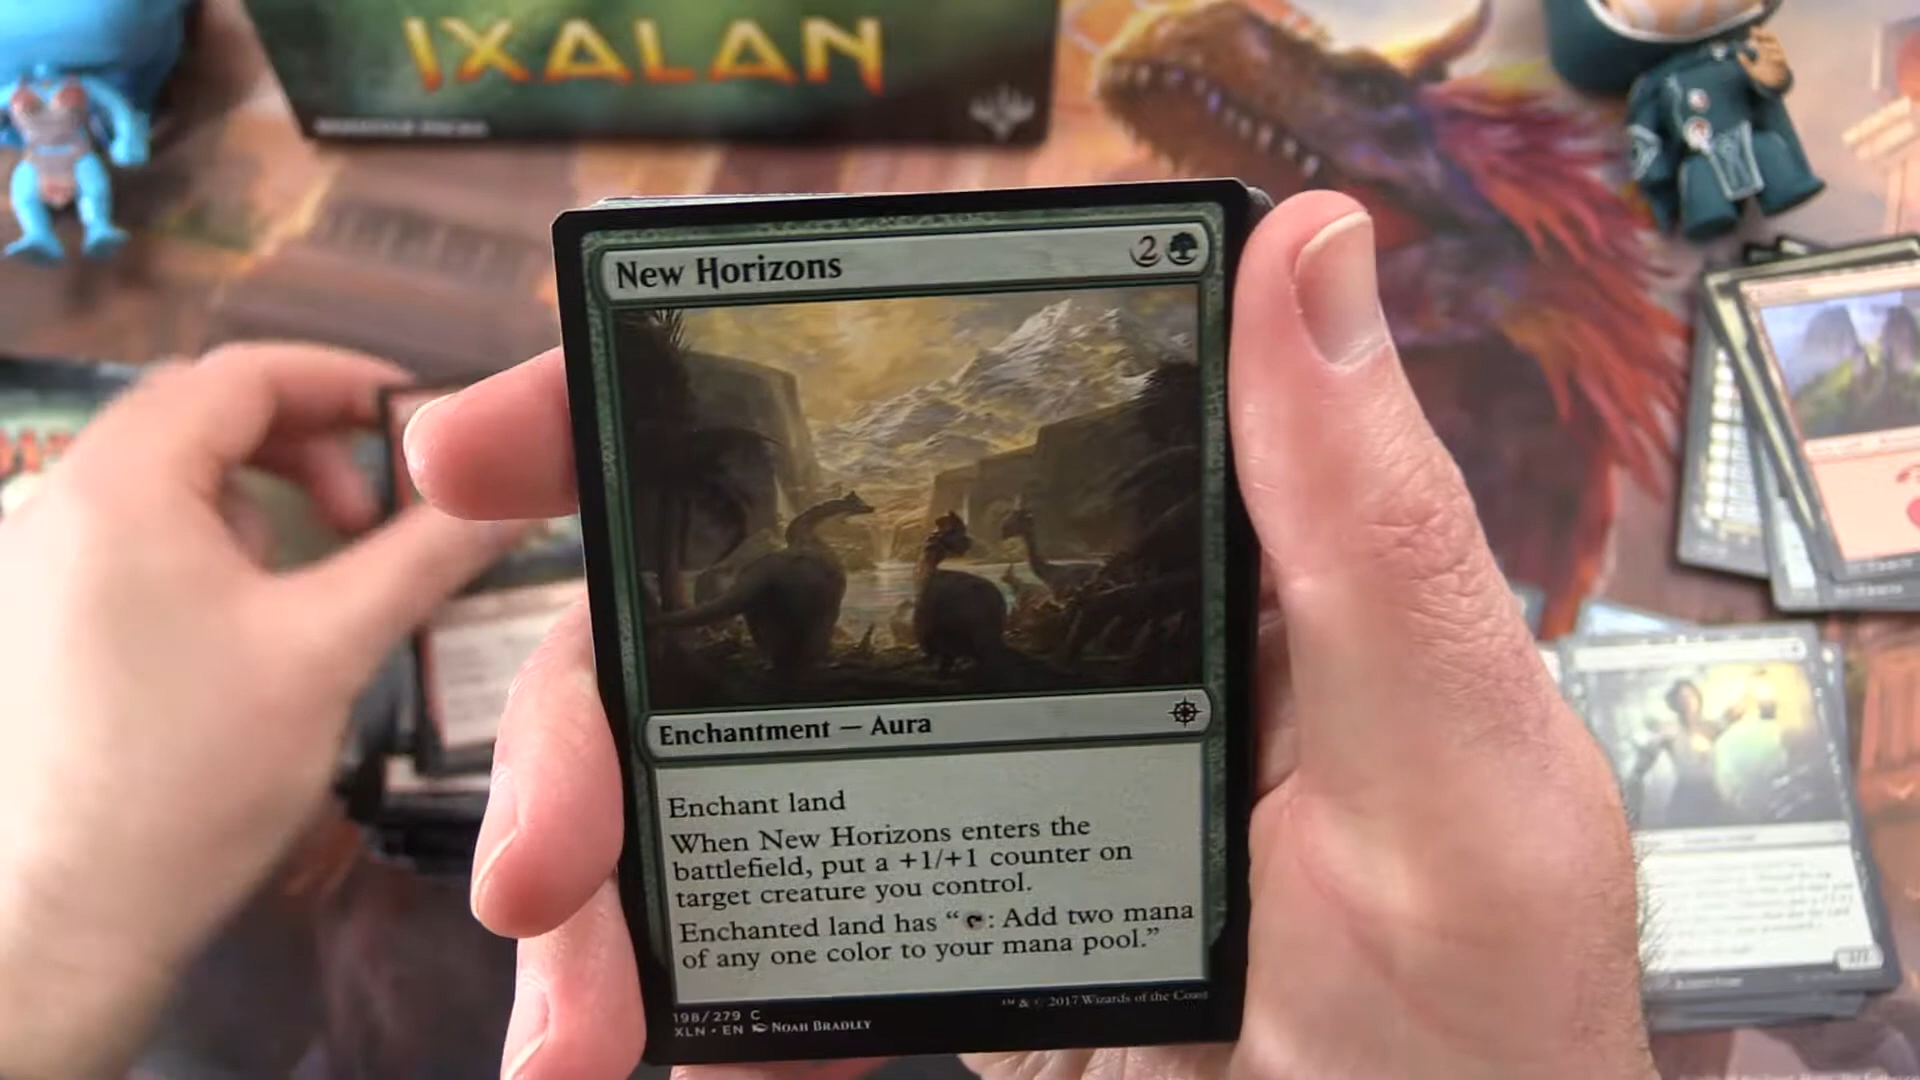 IXALAN
New Horizons
2
Enchantment — Aura
Enchant land
When New Horizons enters the
battlefield, put a +1/+1 counter on
target creature you control.
Enchanted land has “: Add two mana
of any one color to your mana pool.”
198/279 C
XLN • EN NOAH BRADLEY
™ & © 2017 Wizards of the Coast